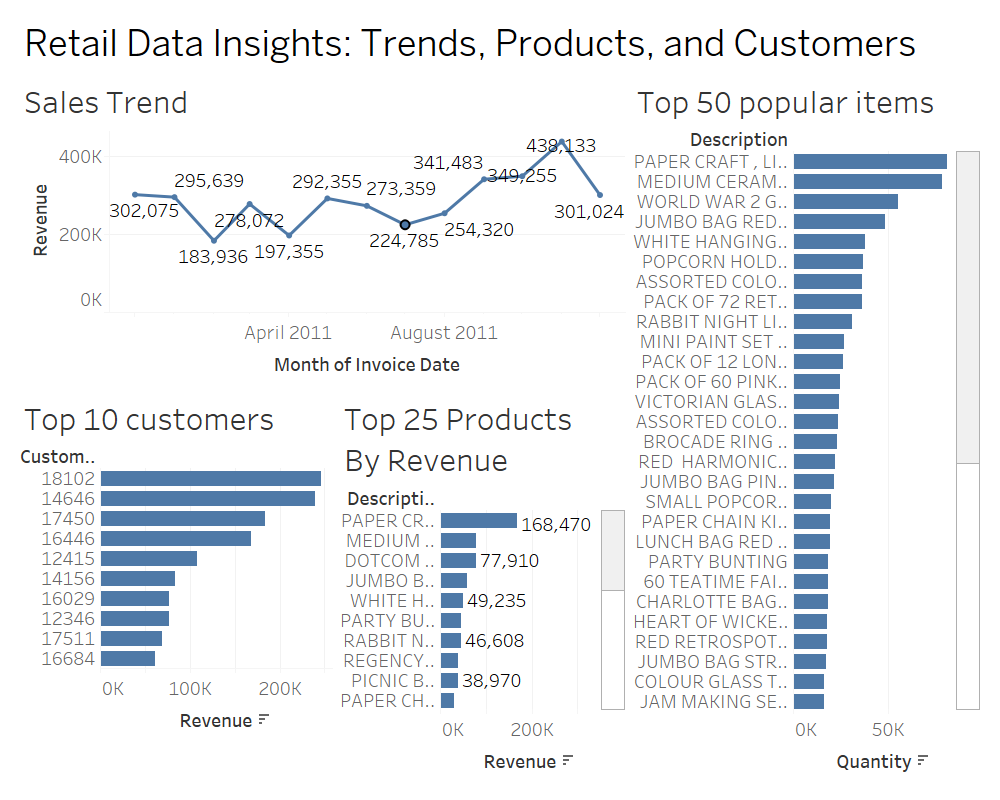 Retail Data Insights: Trends, Products, and Customers
Sales Trend
Revenue
400K
200K
0K
302,075
295,639
183,936
278,072
197,355
292,355
273,359
224,785
254,320
341,483
349,255
438,133
301,024
April 2011
August 2011
Month of Invoice Date
Top 10 customers
Custom..
18102
14646
17450
16446
12415
14156
16029
12346
17511
16684
0K 100K 200K
Revenue
Top 25 Products
By Revenue
Descripti..
PAPER CR.. 168,470
MEDIUM ..
DOTCOM .. 77,910
JUMBO B..
WHITE H.. 49,235
PARTY BU..
RABBIT N.. 46,608
REGENCY..
PICNIC B.. 38,970
PAPER CH..
0K 200K
Revenue
Top 50 popular items
Description
PAPER CRAFT , LI..
MEDIUM CERAM..
WORLD WAR 2 G..
JUMBO BAG RED..
WHITE HANGING..
POPCORN HOLD..
ASSORTED COLO..
PACK OF 72 RET..
RABBIT NIGHT LI..
MINI PAINT SET ..
PACK OF 12 LON..
PACK OF 60 PINK..
VICTORIAN GLAS..
ASSORTED COLO..
BROCADE RING ..
RED  HARMONIC..
JUMBO BAG PIN..
SMALL POPCOR..
PAPER CHAIN KI..
LUNCH BAG RED ..
PARTY BUNTING
60 TEATIME FAI..
CHARLOTTE BAG..
HEART OF WICKE..
RED RETROSPOT..
JUMBO BAG STR..
COLOUR GLASS T..
JAM MAKING SE..
0K 50K
Quantity